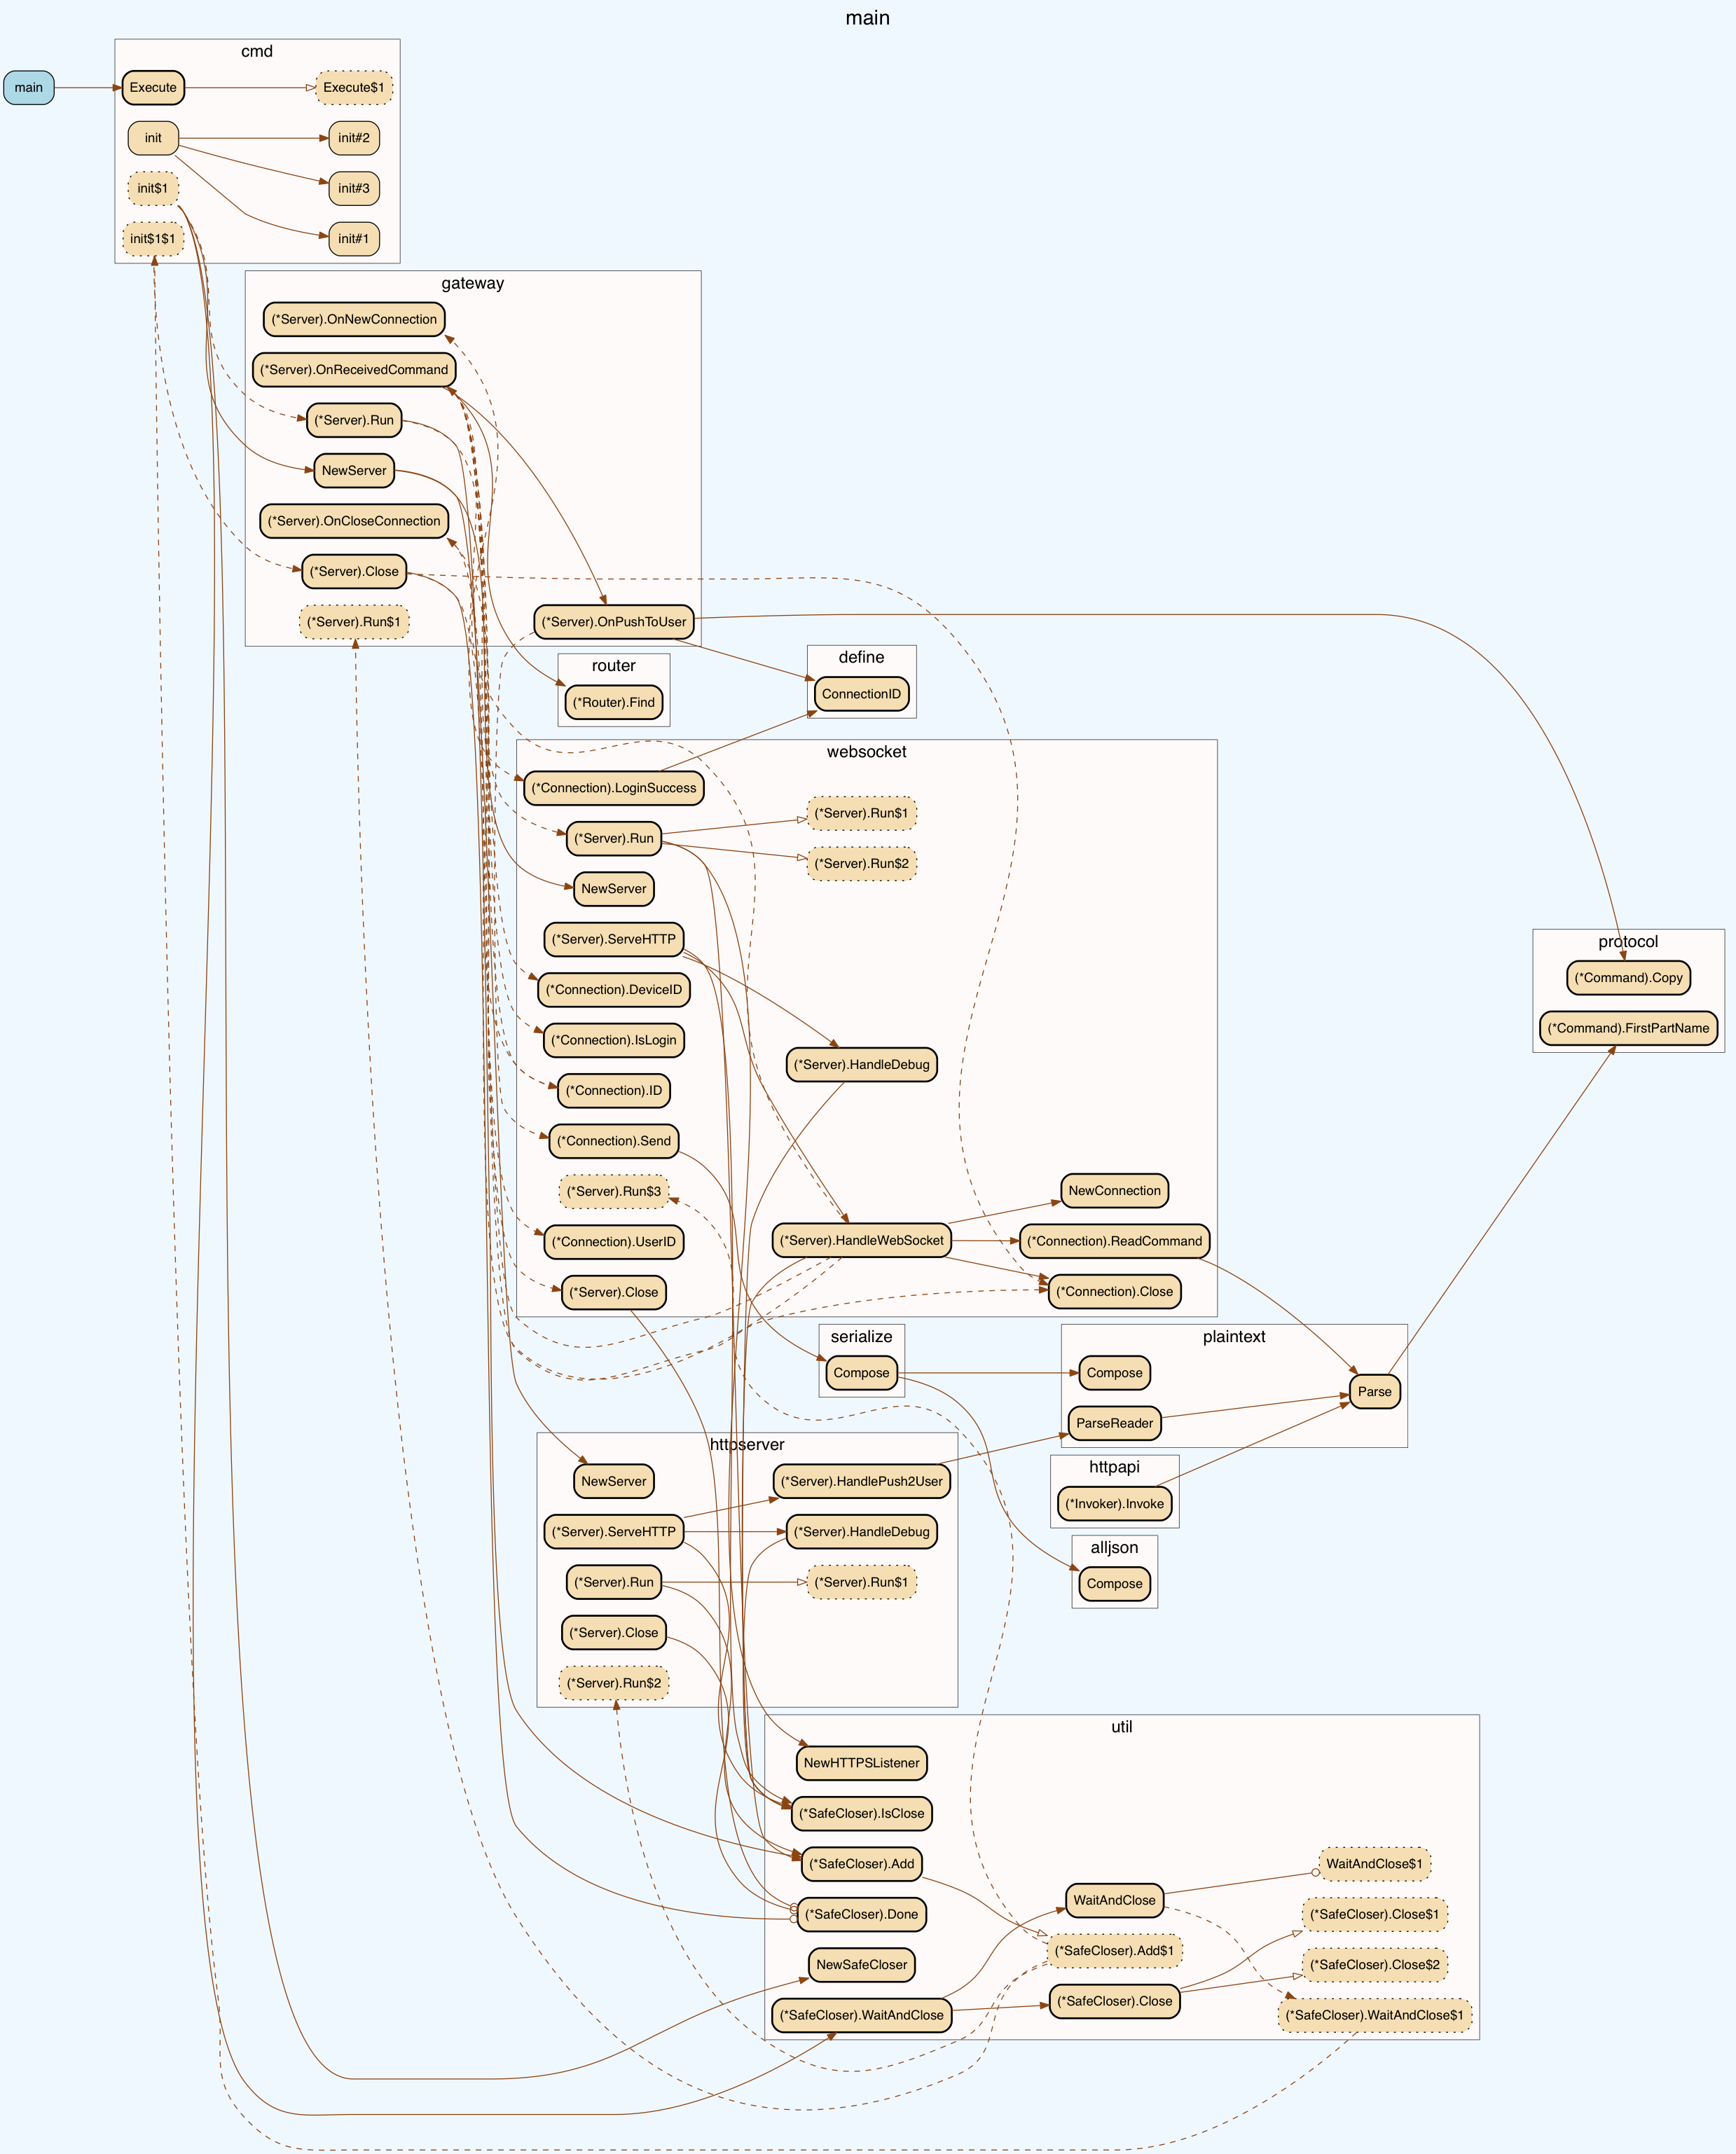 main
cmd
main
Execute
Execute$1
init
init#2
init$1
init#3
init$1$1
init#1
gateway
(*Server).OnNewConnection
(*Server).OnReceivedCommand
(*Server).Run
NewServer
(*Server).OnCloseConnection
(*Server).Close
(*Server).Run$1
(*Server).OnPushToUser
router
(*Router).Find
define
ConnectionID
websocket
(*Connection).LoginSuccess
(*Server).Run$1
(*Server).Run
(*Server).Run$2
NewServer
(*Server).ServeHTTP
(*Connection).DeviceID
(*Connection).IsLogin
(*Server).HandleDebug
(*Connection).ID
(*Connection).Send
(*Server).Run$3
NewConnection
(*Connection).UserID
(*Server).HandleWebSocket
(*Connection).ReadCommand
(*Server).Close
(*Connection).Close
protocol
(*Command).Copy
(*Command).FirstPartName
serialize
Compose
plaintext
Compose
Parse
ParseReader
httpserver
NewServer
(*Server).HandlePush2User
(*Server).ServeHTTP
(*Server).HandleDebug
(*Server).Run
(*Server).Run$1
(*Server).Close
(*Server).Run$2
httpapi
(*Invoker).Invoke
alljson
Compose
util
NewHTTPSListener
(*SafeCloser).IsClose
(*SafeCloser).Add
WaitAndClose$1
WaitAndClose
(*SafeCloser).Done
(*SafeCloser).Close$1
(*SafeCloser).Add$1
NewSafeCloser
(*SafeCloser).Close$2
(*SafeCloser).Close
(*SafeCloser).WaitAndClose
(*SafeCloser).WaitAndClose$1